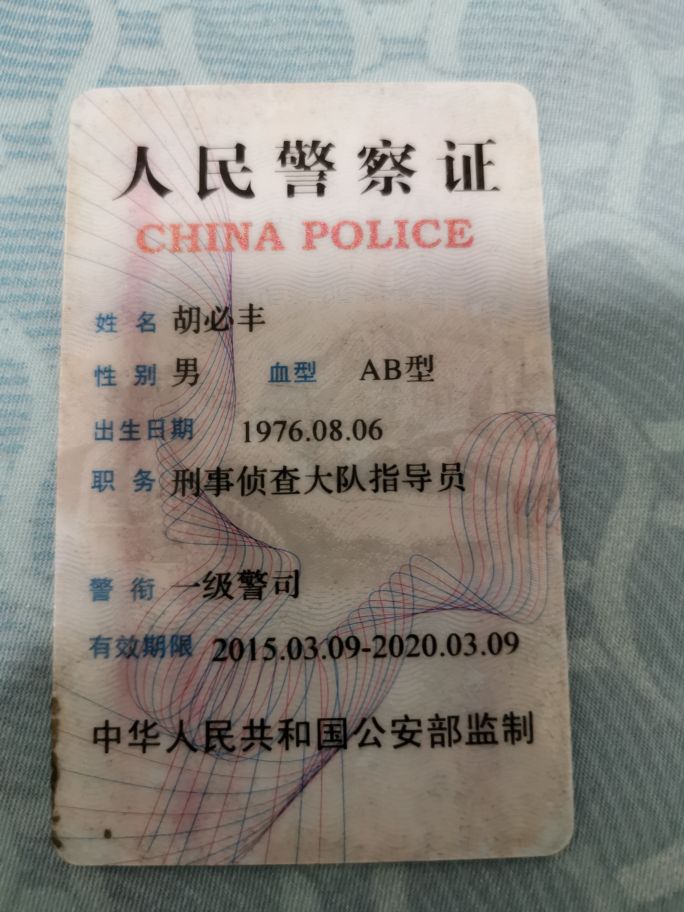 人民警察证
CHINA POLICE
姓名 胡必丰
性别 男 血型 AB型
出生日期 1976.08.06
职务 刑事侦查大队指导员
警衔 一级警司
有效期限 2015.03.09-2020.03.09
中华人民共和国公安部监制